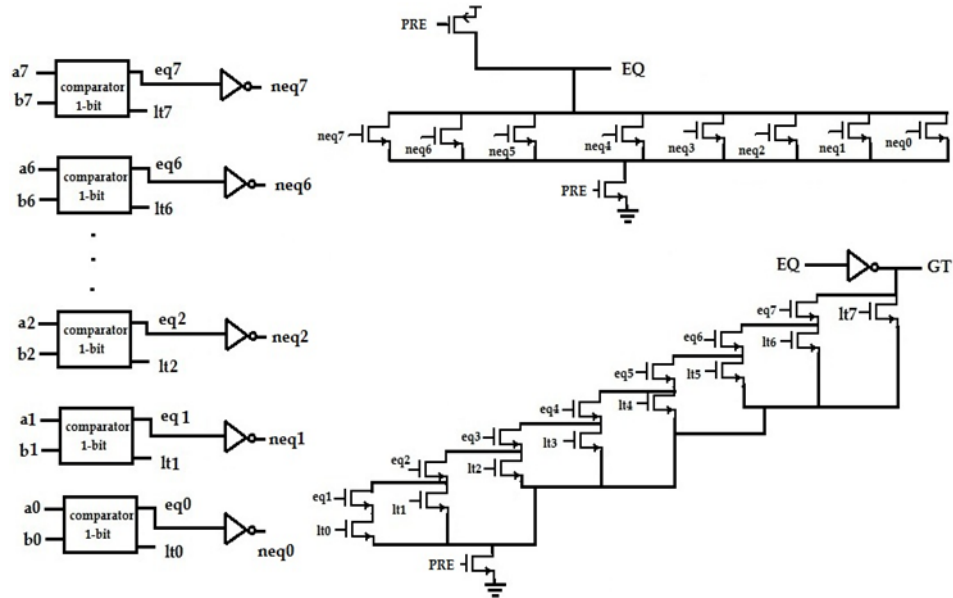 a7
b7
comparator
1-bit
eq7
lt7
neq7
a6
b6
comparator
1-bit
eq6
lt6
neq6
a2
b2
comparator
1-bit
eq2
lt2
neq2
a1
b1
comparator
1-bit
eq1
lt1
neq1
a0
b0
comparator
1-bit
eq0
lt0
neq0
PRE
EQ
neq7
neq6
neq5
neq4
neq3
neq2
neq1
neq0
PRE
EQ
GT
eq7
lt7
eq6
lt6
eq5
lt5
eq4
lt4
eq3
lt3
eq2
lt2
eq1
lt1
lt0
PRE